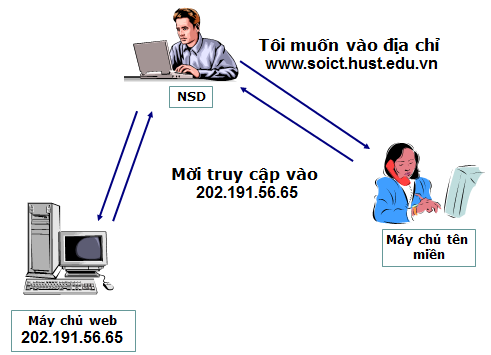 Tôi muốn vào địa chỉ
www.soict.hust.edu.vn
NSD
Mời truy cập vào
202.191.56.65
Máy chủ tên
miền
Máy chủ web
202.191.56.65